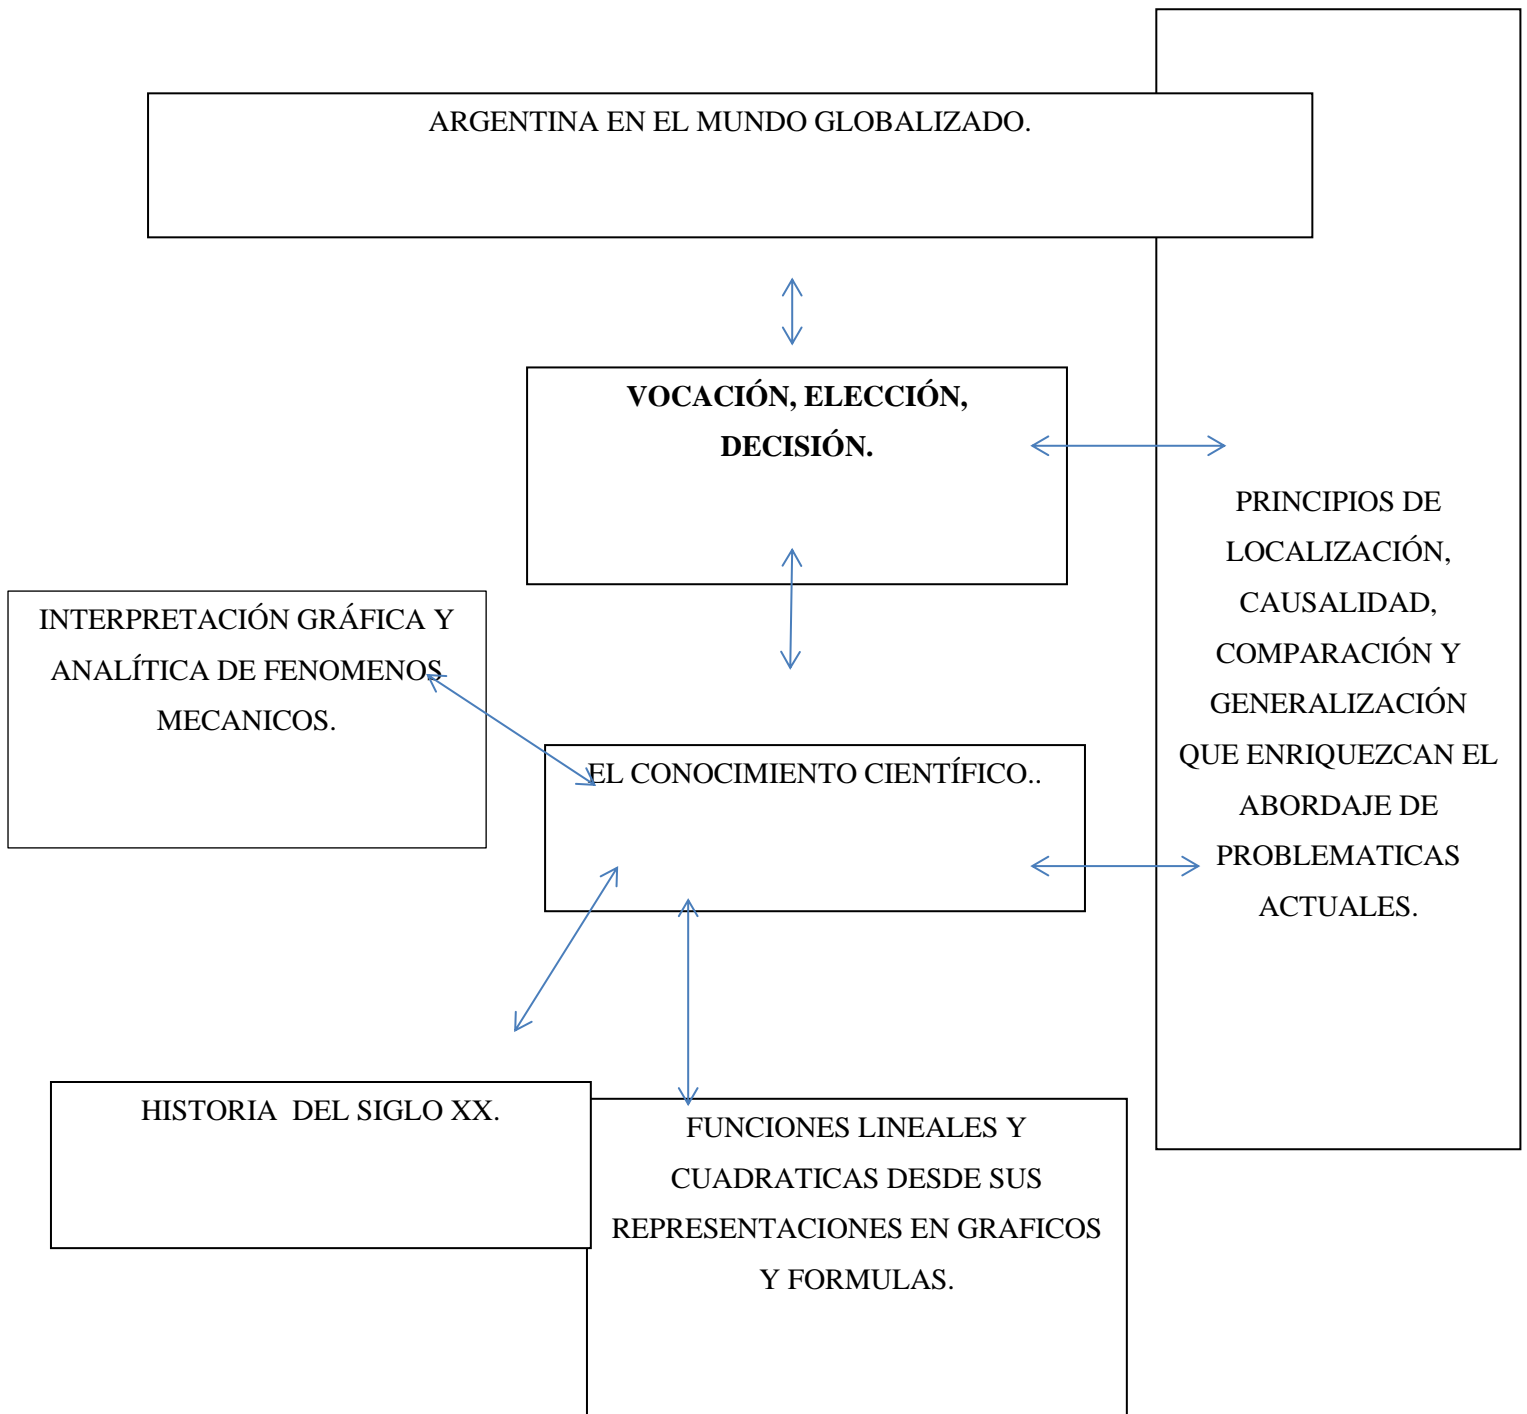 ARGENTINA EN EL MUNDO GLOBALIZADO.
VOCACIÓN, ELECCIÓN,
DECISIÓN.
PRINCIPIOS DE
LOCALIZACIÓN,
CAUSALIDAD,
COMPARACIÓN Y
GENERALIZACIÓN
QUE ENRIQUEZCAN EL
ABORDAJE DE
PROBLEMATICAS
ACTUALES.
INTERPRETACIÓN GRÁFICA Y
ANALÍTICA DE FENOMENOS
MECANICOS.
EL CONOCIMIENTO CIENTÍFICO..
HISTORIA  DEL SIGLO XX.
FUNCIONES LINEALES Y
CUADRATICAS DESDE SUS
REPRESENTACIONES EN GRAFICOS
Y FORMULAS.